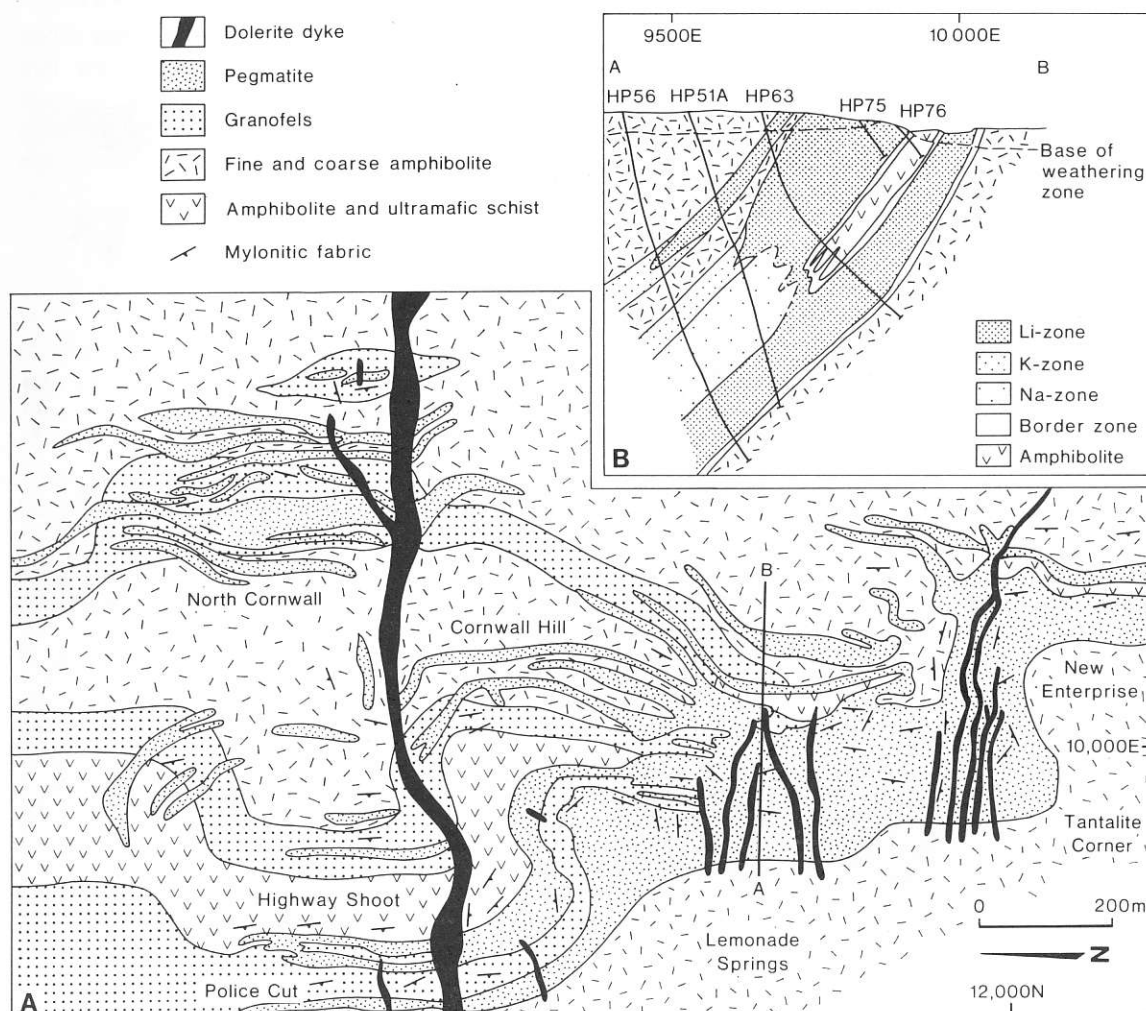 Dolerite dyke
Pegmatite
Granofels
Fine and coarse amphibolite
Amphibolite and ultramafic schist
Mylonitic fabric
9500E
10 000E
A
B
HP56
HP51A
HP63
HP75
HP76
Base of
weathering
zone
Li-zone
K-zone
Na-zone
Border zone
Amphibolite
B
North Cornwall
Cornwall Hill
B
New
Enterprise
10,000E
Tantalite
Corner
Highway Shoot
A
0
200m
Lemonade
Springs
N
Police Cut
A
12,000N